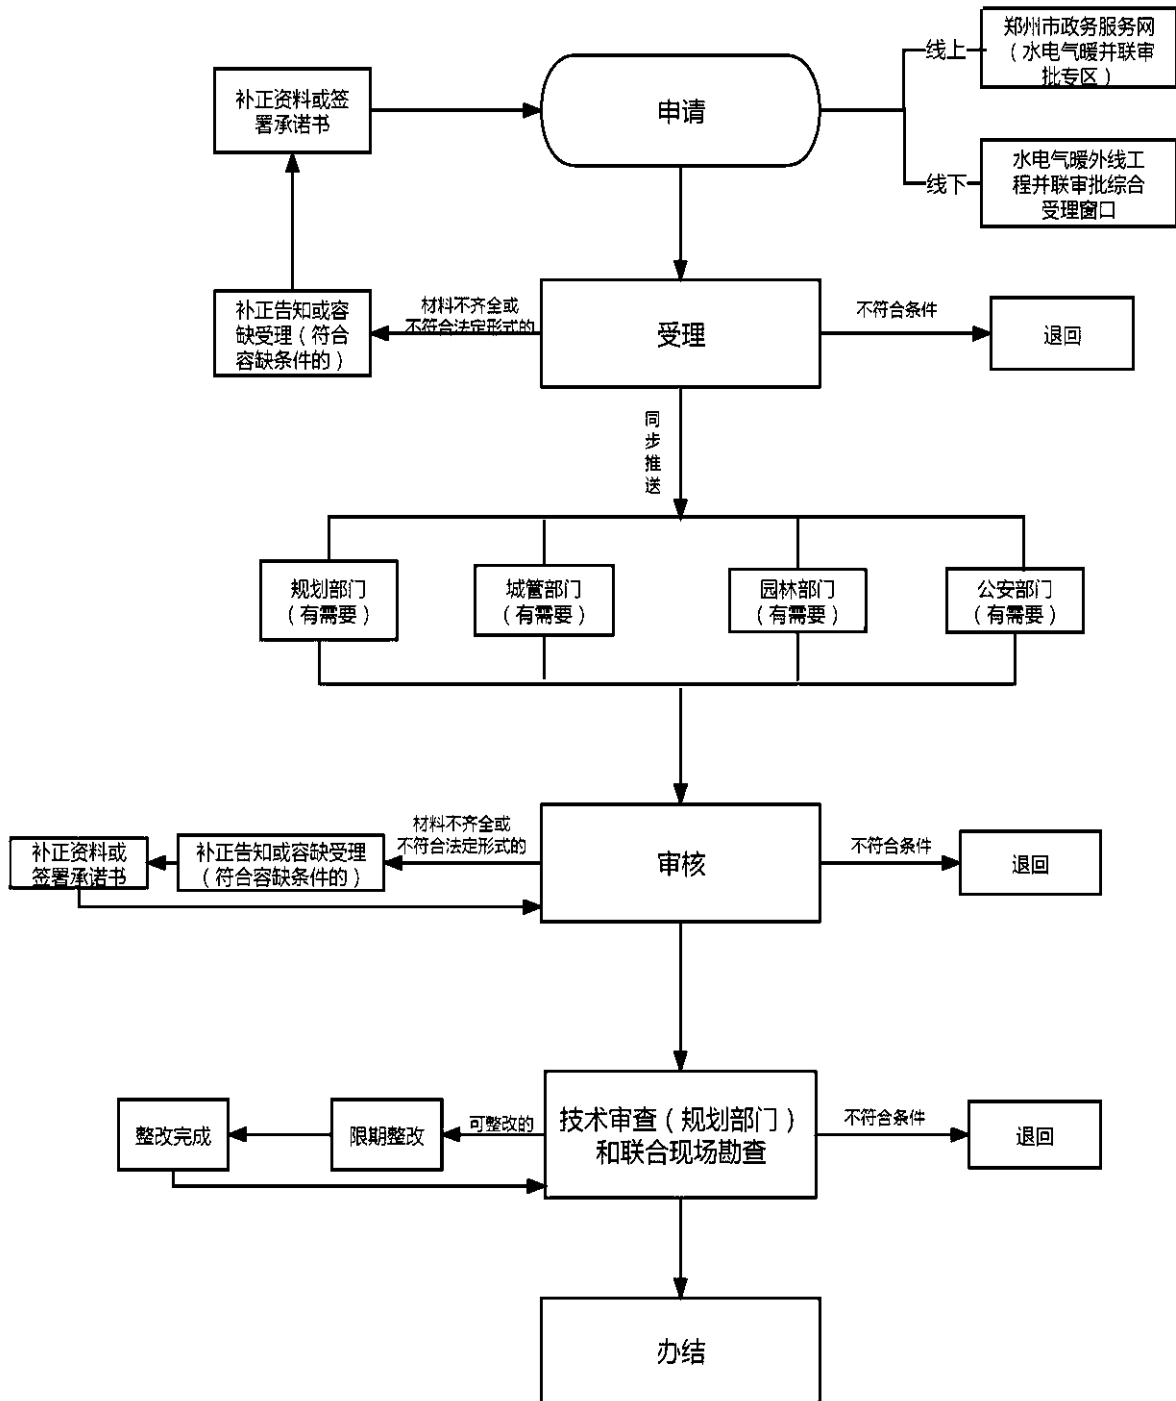 郑州市政务服务网
（水电气暖并联审
批专区）
线上
补正资料或签
署承诺书
申请
线下
水电气暖外线工
程并联审批综合
受理窗口
补正告知或容
缺受理（符合
容缺条件的）
材料不齐全或
不符合法定形式的
受理
不符合条件
退回
同
步
推
送
规划部门
（有需要）
城管部门
（有需要）
园林部门
（有需要）
公安部门
（有需要）
补正资料或
签署承诺书
补正告知或容缺受理
（符合容缺条件的）
材料不齐全或
不符合法定形式的
审核
不符合条件
退回
整改完成
限期整改
可整改的
技术审查（规划部门）
和联合现场勘查
不符合条件
退回
办结